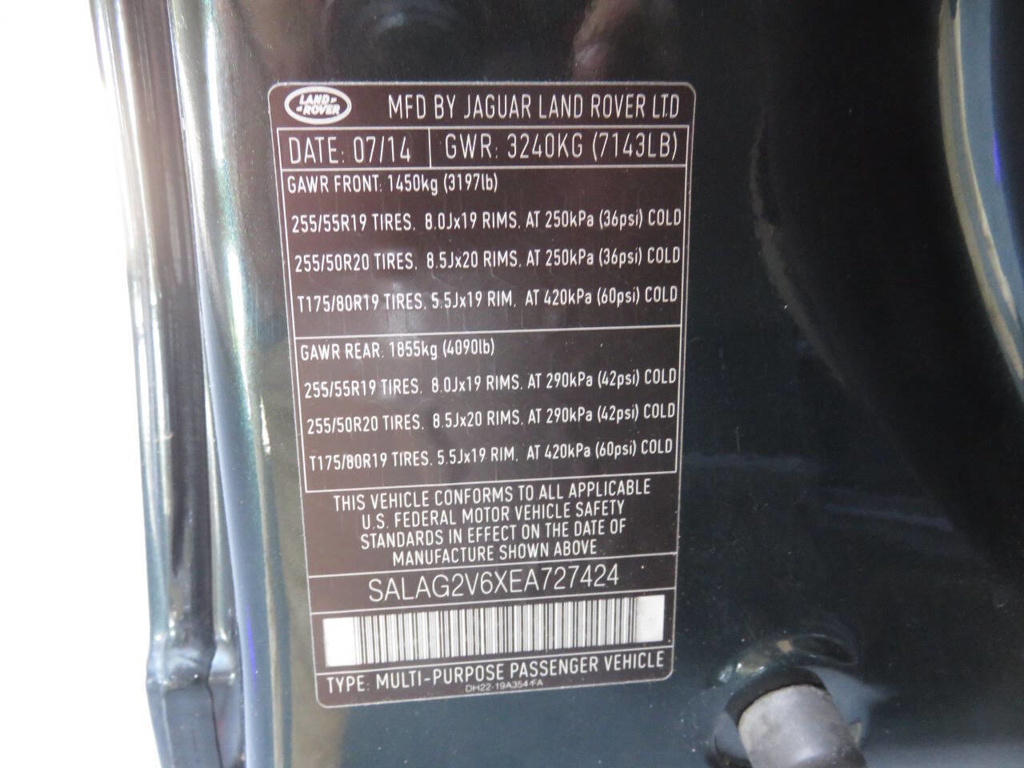 LAND
ROVER
MFD BY JAGUAR LAND ROVER LTD
DATE: 07/14 GWR: 3240KG (7143LB)
GAWR FRONT: 1450kg (3197lb)
255/55R19 TIRES. 8.0Jx19 RIMS. AT 250kPa (36psi) COLD
255/50R20 TIRES. 8.5Jx20 RIMS. AT 250kPa (36psi) COLD
T175/80R19 TIRES. 5.5Jx19 RIM. AT 420kPa (60psi) COLD
GAWR REAR: 1855kg (4090lb)
255/55R19 TIRES. 8.0Jx19 RIMS. AT 290kPa (42psi) COLD
255/50R20 TIRES. 8.5Jx20 RIMS. AT 290kPa (42psi) COLD
T175/80R19 TIRES. 5.5Jx19 RIM. AT 420kPa (60psi) COLD
THIS VEHICLE CONFORMS TO ALL APPLICABLE
U.S. FEDERAL MOTOR VEHICLE SAFETY
STANDARDS IN EFFECT ON THE DATE OF
MANUFACTURE SHOWN ABOVE
SALAG2V6XEA727424
TYPE: MULTI-PURPOSE PASSENGER VEHICLE
DH22-19A354-FA